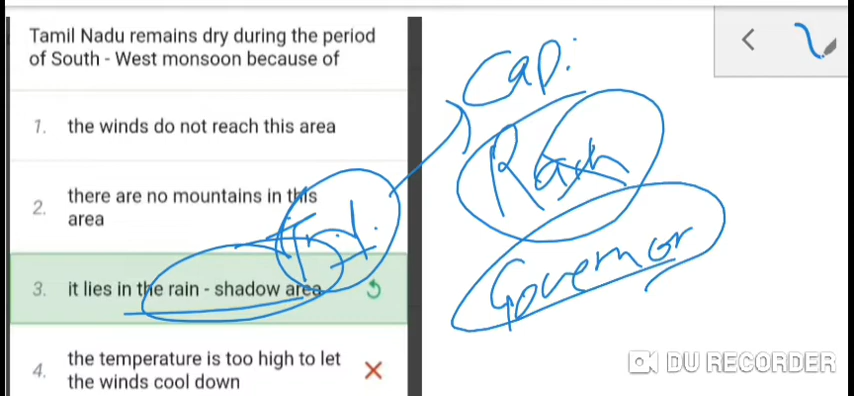 Tamil Nadu remains dry during the period
of South - West monsoon because of
1. the winds do not reach this area
2. there are no mountains in this
area
3. it lies in the rain - shadow area
4. the temperature is too high to let
the winds cool down
Cap.
Governor
DU RECORDER